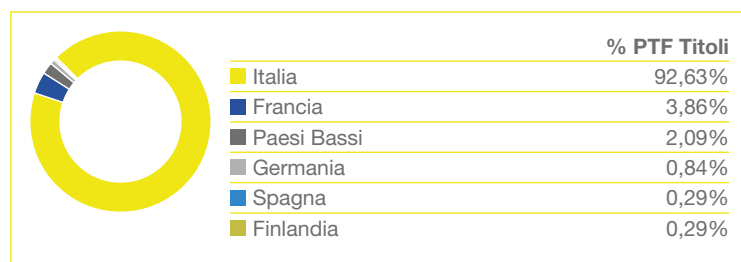 % PTF Titoli
Italia 92,63%
Francia 3,86%
Paesi Bassi 2,09%
Germania 0,84%
Spagna 0,29%
Finlandia 0,29%